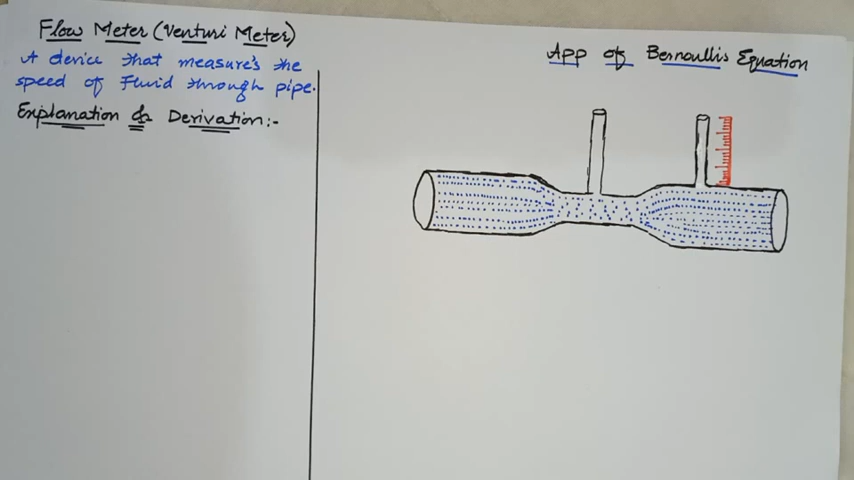 Flow Meter (Venturi Meter)
A device that measure's the
speed of Fluid through pipe.
Explanation & Derivation:-
App of Bernoullis Equation